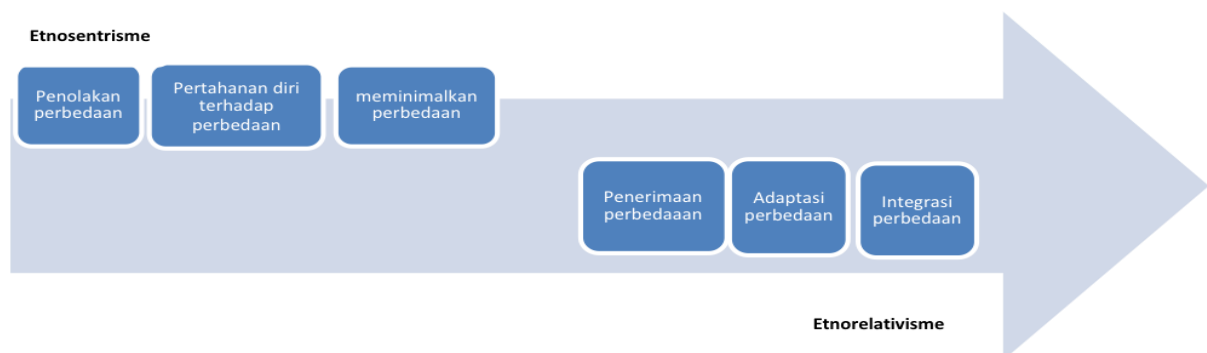 Etnosentrisme
Penolakan
perbedaan
Pertahanan diri
terhadap
perbedaan
meminimalkan
perbedaan
Penerimaan
perbedaaan
Adaptasi
perbedaan
Integrasi
perbedaan
Etnorelativisme